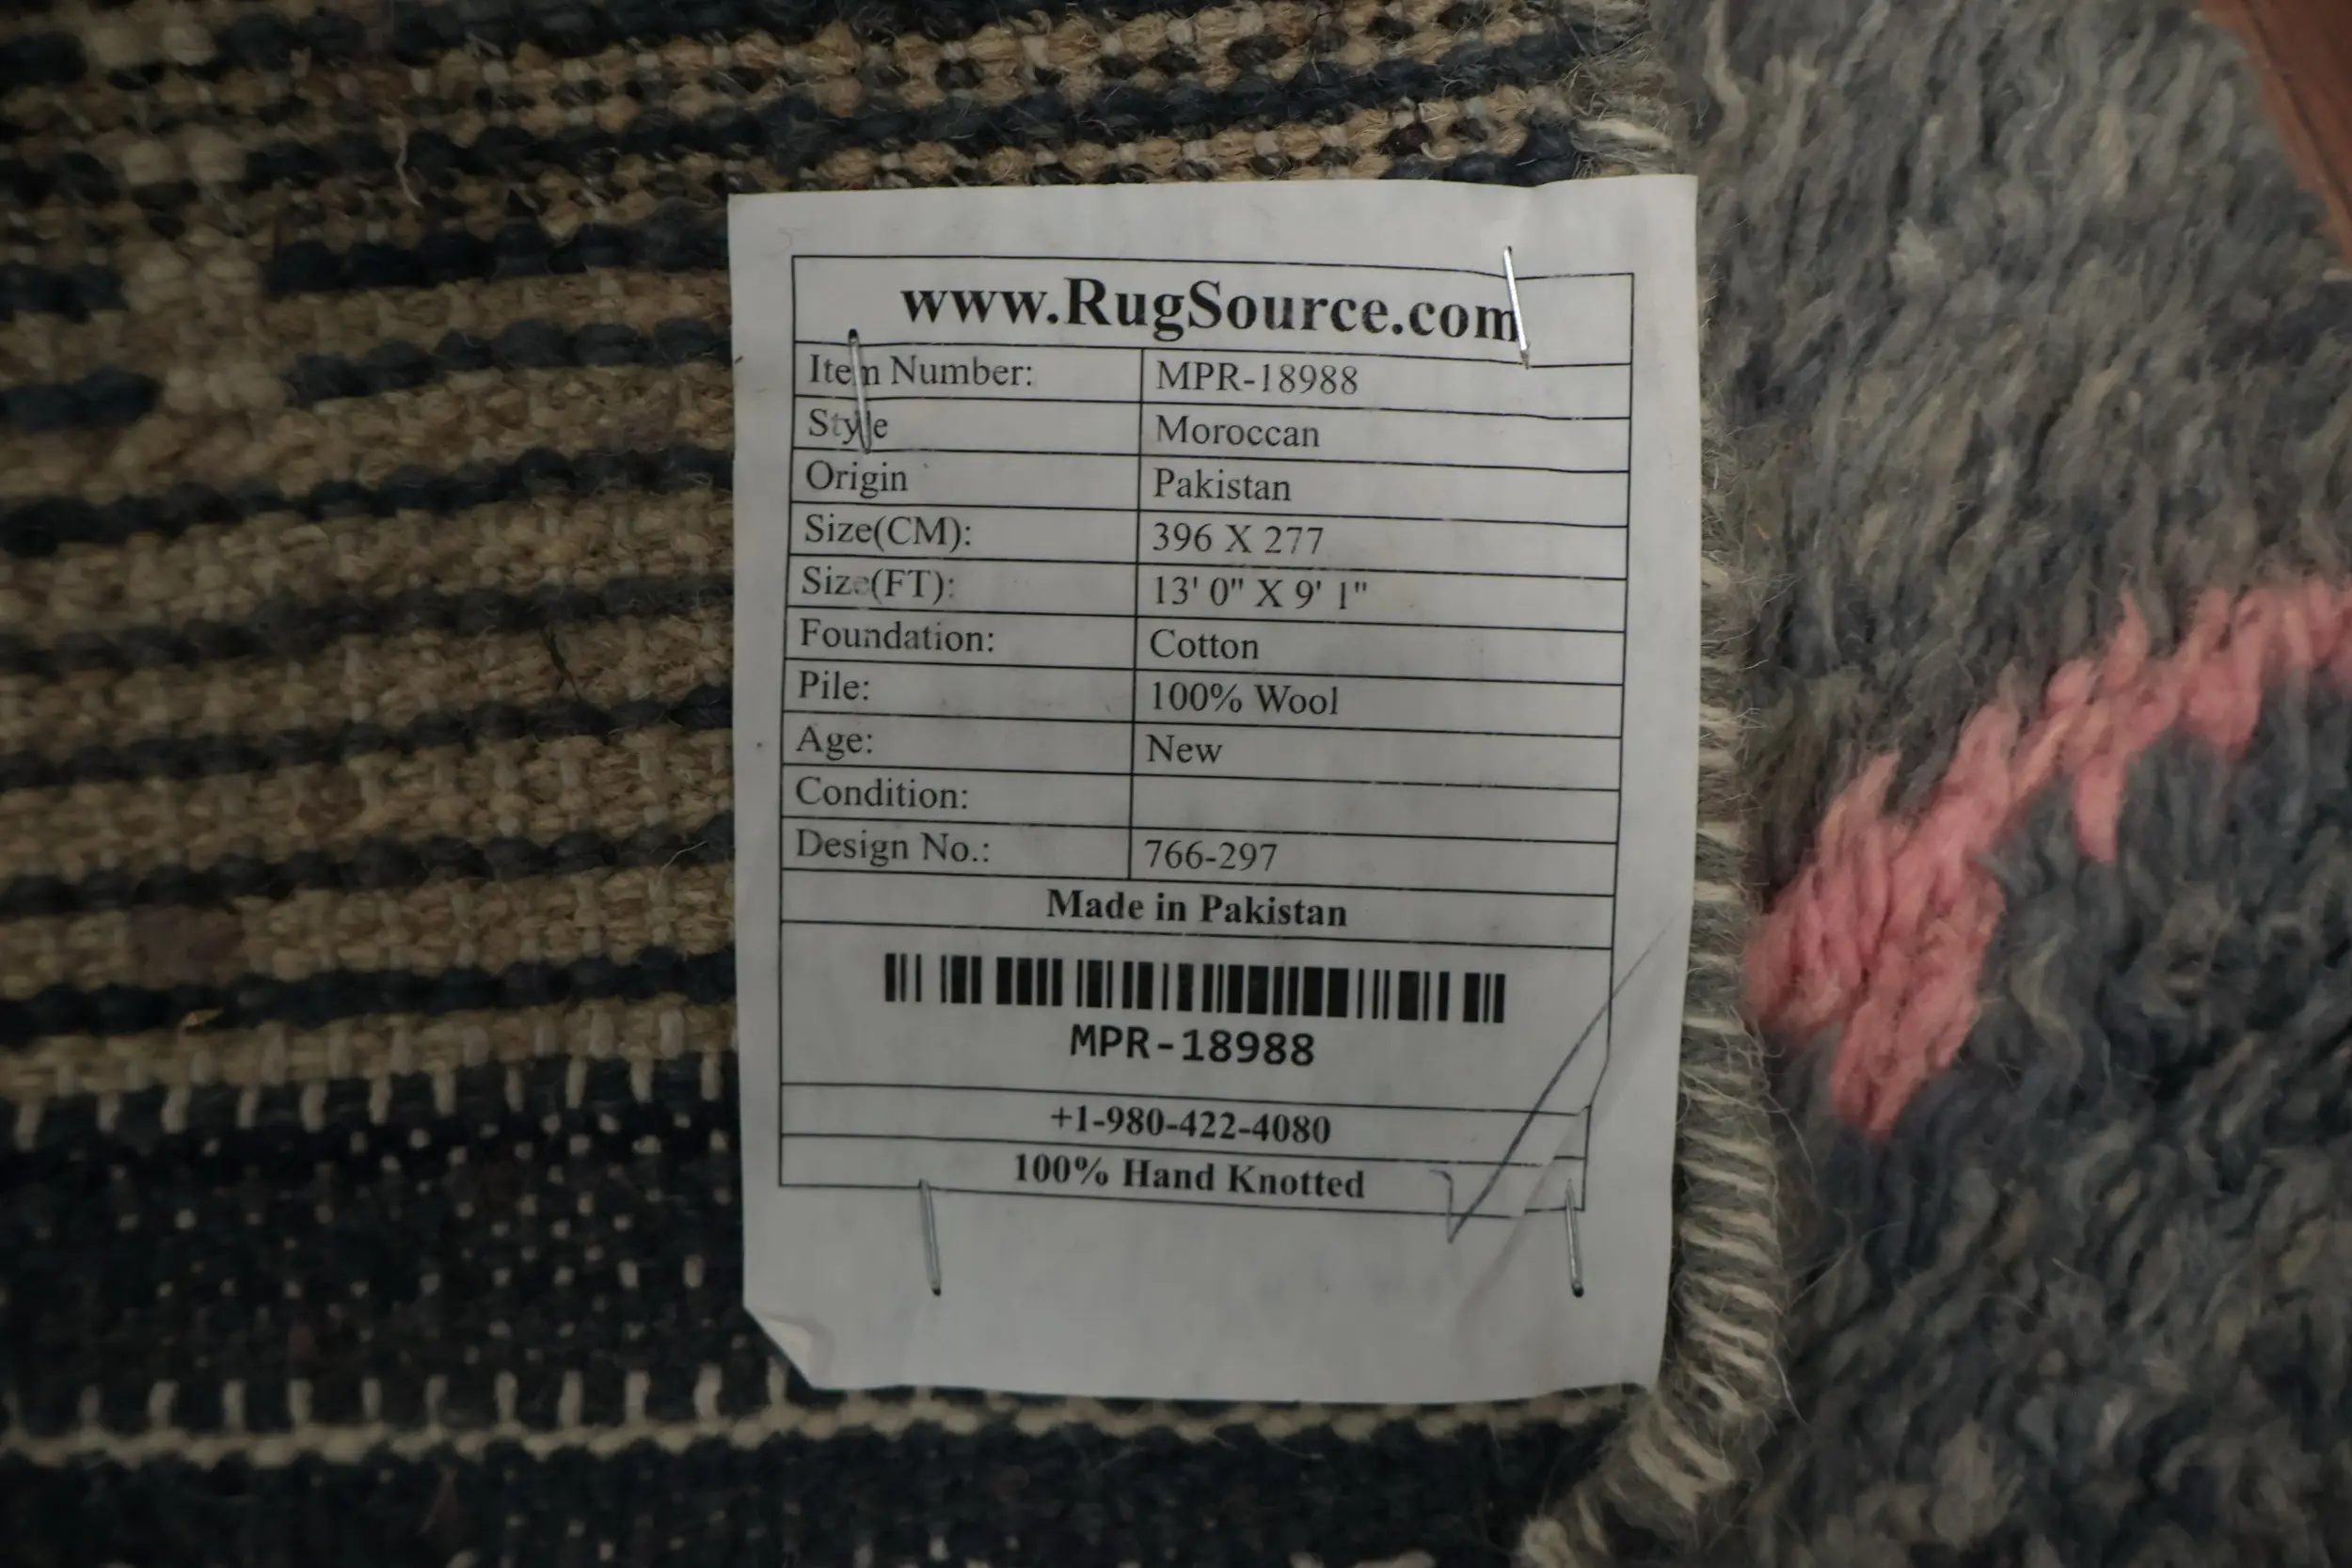 www.RugSource.com
Item Number: MPR-18988
Style Moroccan
Origin Pakistan
Size(CM): 396 X 277
Size(FT): 13' 0" X 9' 1"
Foundation: Cotton
Pile: 100% Wool
Age: New
Condition:
Design No.: 766-297
Made in Pakistan
MPR-18988
+1-980-422-4080
100% Hand Knotted